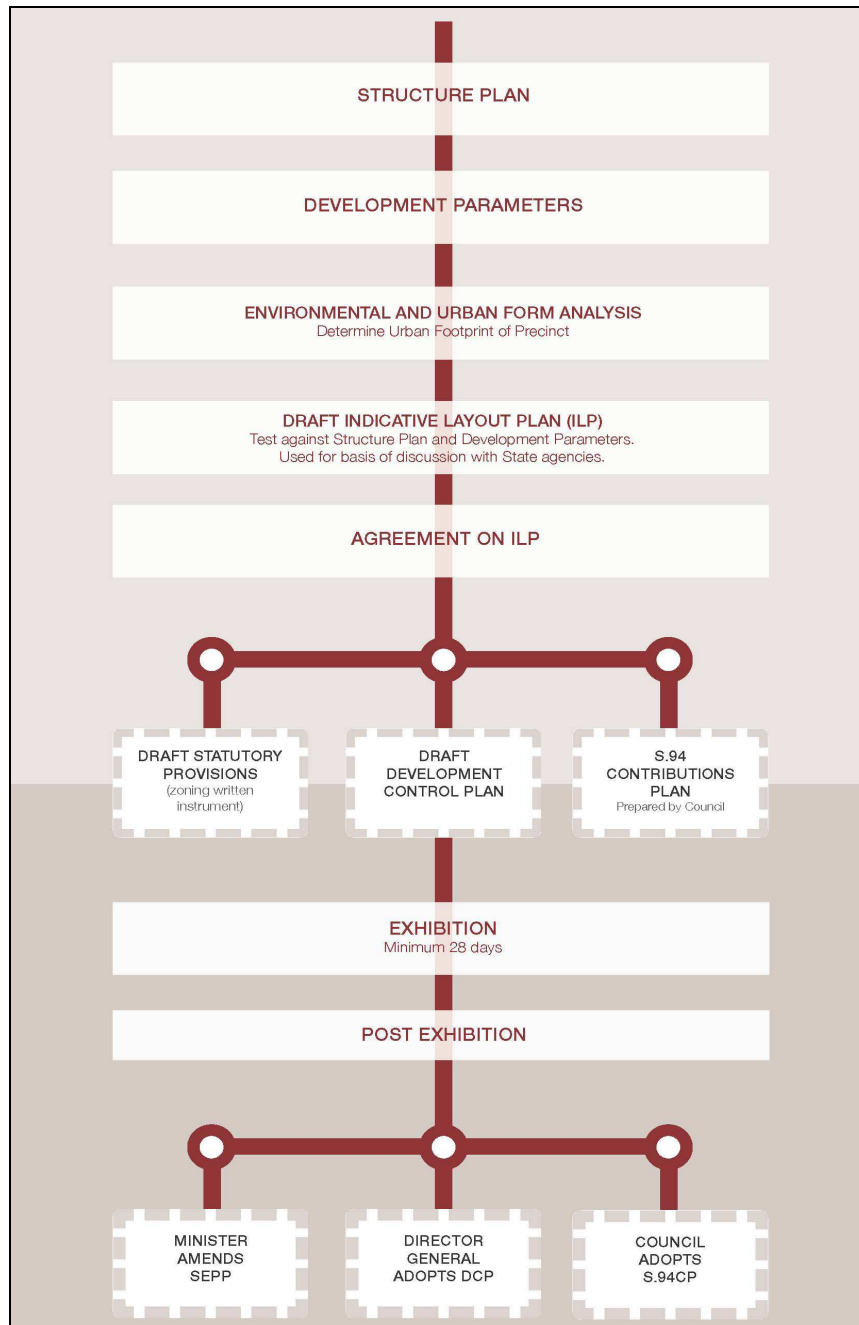 STRUCTURE PLAN
DEVELOPMENT PARAMETERS
ENVIRONMENTAL AND URBAN FORM ANALYSIS
Determine Urban Footprint of Precinct
DRAFT INDICATIVE LAYOUT PLAN (ILP)
Test against Structure Plan and Development Parameters.
Used for basis of discussion with State agencies.
AGREEMENT ON ILP
DRAFT STATUTORY
PROVISIONS
(zoning written
instrument)
DRAFT
DEVELOPMENT
CONTROL PLAN
S.94
CONTRIBUTIONS
PLAN
Prepared by Council
EXHIBITION
Minimum 28 days
POST EXHIBITION
MINISTER
AMENDS
SEPP
DIRECTOR
GENERAL
ADOPTS DCP
COUNCIL
ADOPTS
S.94CP